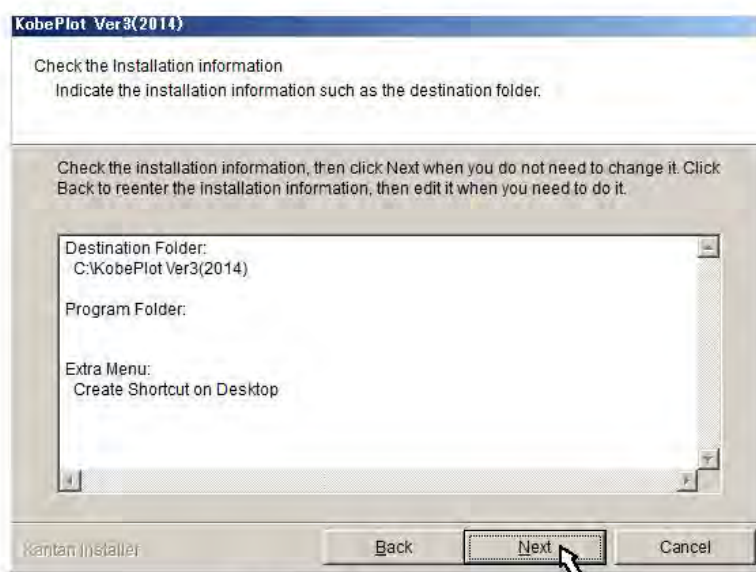 KobePlot Ver3(2014)
Check the Installation information
Indicate the installation information such as the destination folder.
Check the installation information, then click Next when you do not need to change it. Click
Back to reenter the installation information, then edit it when you need to do it.
Destination Folder:
C:\KobePlot Ver3(2014)
Program Folder:
Extra Menu:
Create Shortcut on Desktop
Kantan Installer
Back
Next
Cancel